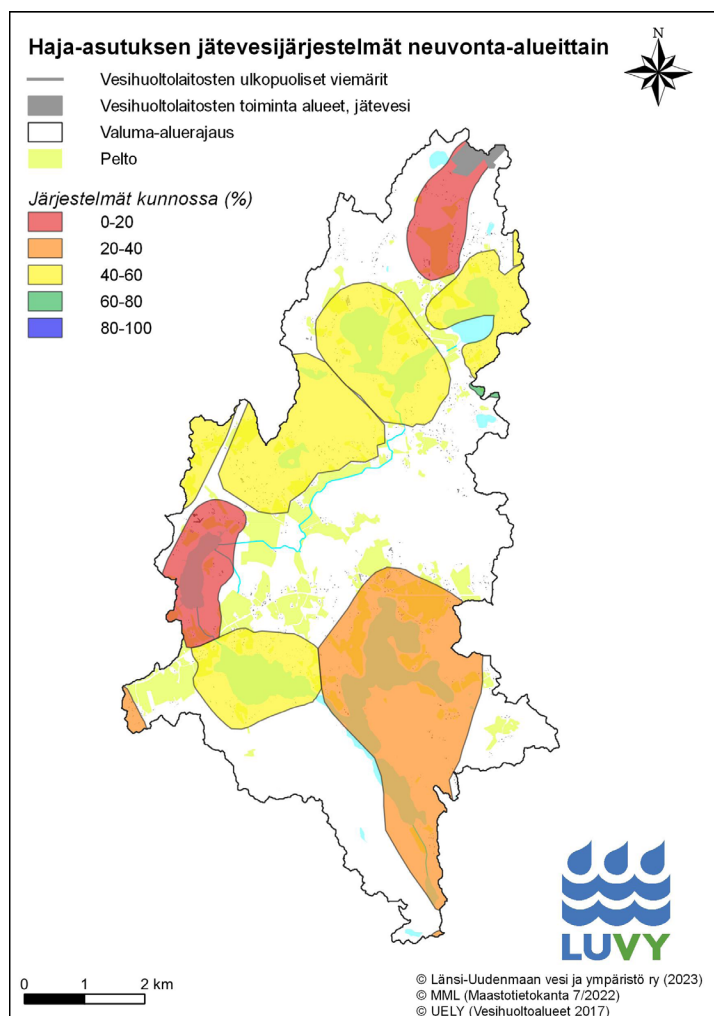 Haja-asutuksen jätevesijärjestelmät neuvonta-alueittain
N
Vesihuoltolaitosten ulkopuoliset viemärit
Vesihuoltolaitosten toiminta alueet, jätevesi
Valuma-aluerajaus
Pelto
Järjestelmät kunnossa (%)
0-20
20-40
40-60
60-80
80-100
LUVY
0 1 2 km
© Länsi-Uudenmaan vesi ja ympäristö ry (2023)
© MML (Maastotietokanta 7/2022)
© UELY (Vesihuoltoalueet 2017)